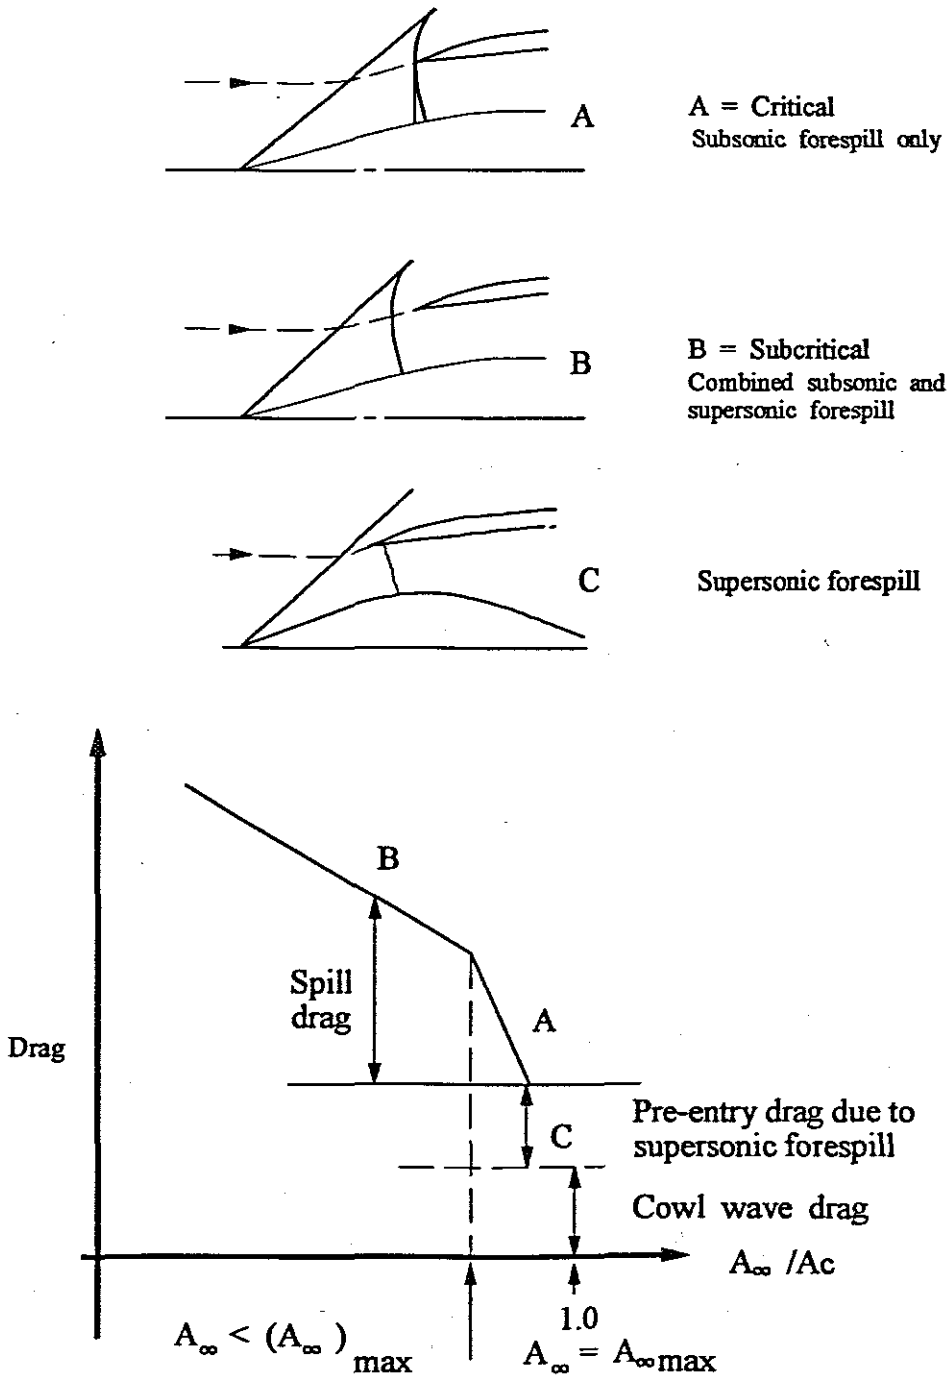 A
A = Critical
Subsonic forespill only
B
B = Subcritical
Combined subsonic and
supersonic forespill
C
Supersonic forespill
B
Spill
drag
A
Drag
C
Pre-entry drag due to
supersonic forespill
Cowl wave drag
A∞ /Ac
1.0
A∞ < (A∞)max
A∞ = A∞max